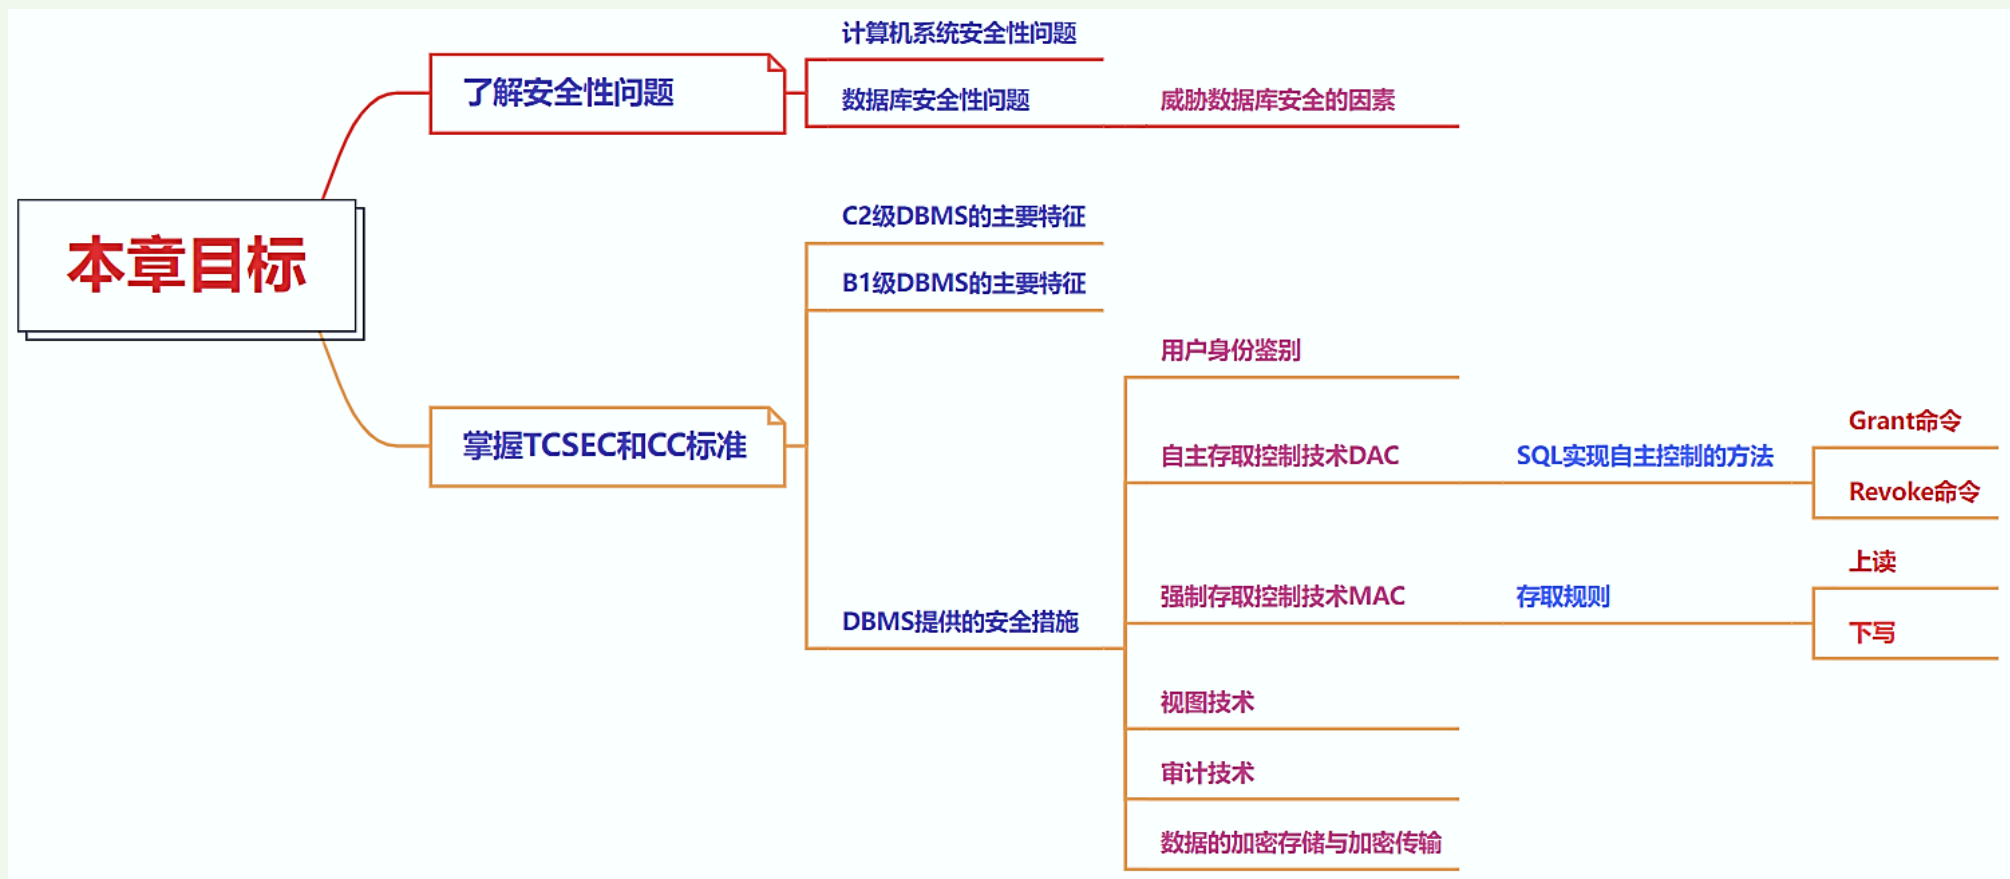 本章目标
了解安全性问题
计算机系统安全性问题
数据库安全性问题
威胁数据库安全的因素
掌握TCSEC和CC标准
C2级DBMS的主要特征
B1级DBMS的主要特征
DBMS提供的安全措施
用户身份鉴别
自主存取控制技术DAC
SQL实现自主控制的方法
Grant命令
Revoke命令
强制存取控制技术MAC
存取规则
上读
下写
视图技术
审计技术
数据的加密存储与加密传输